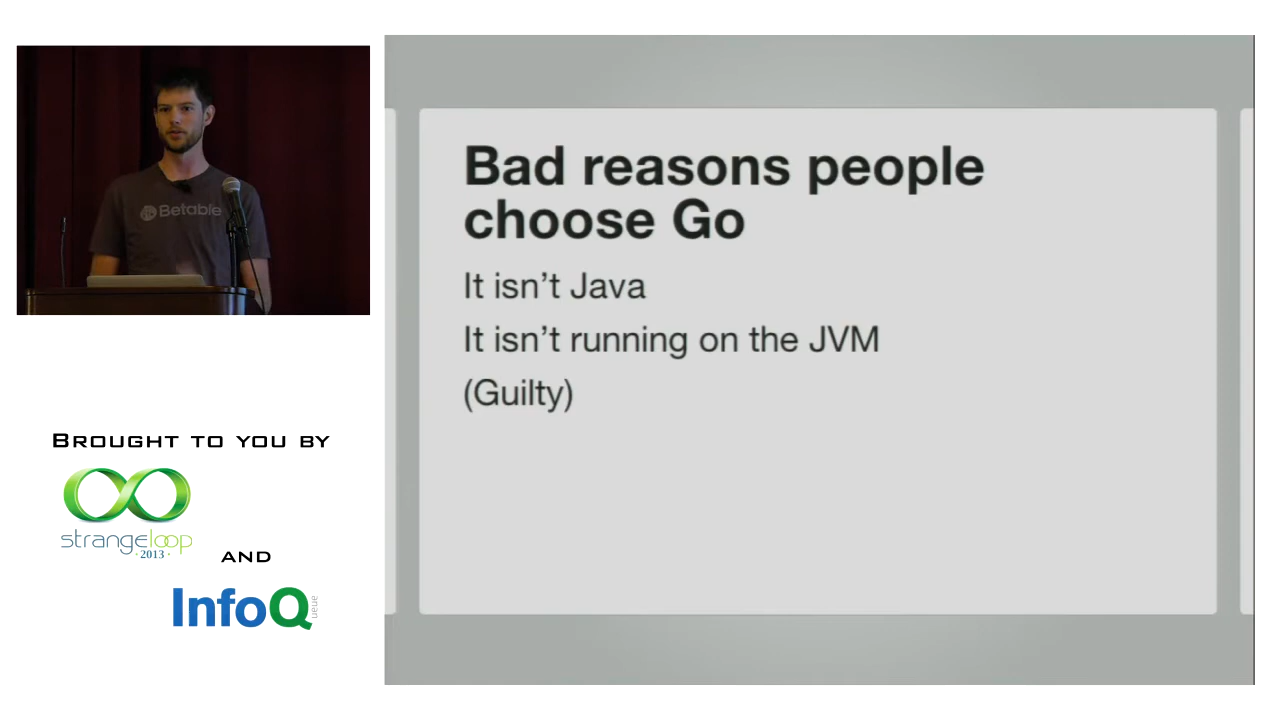 Betable
Bad reasons people
choose Go
It isn’t Java
It isn’t running on the JVM
(Guilty)
Brought to you by
strangeloop
· 2013 ·
and
InfoQ
ueue